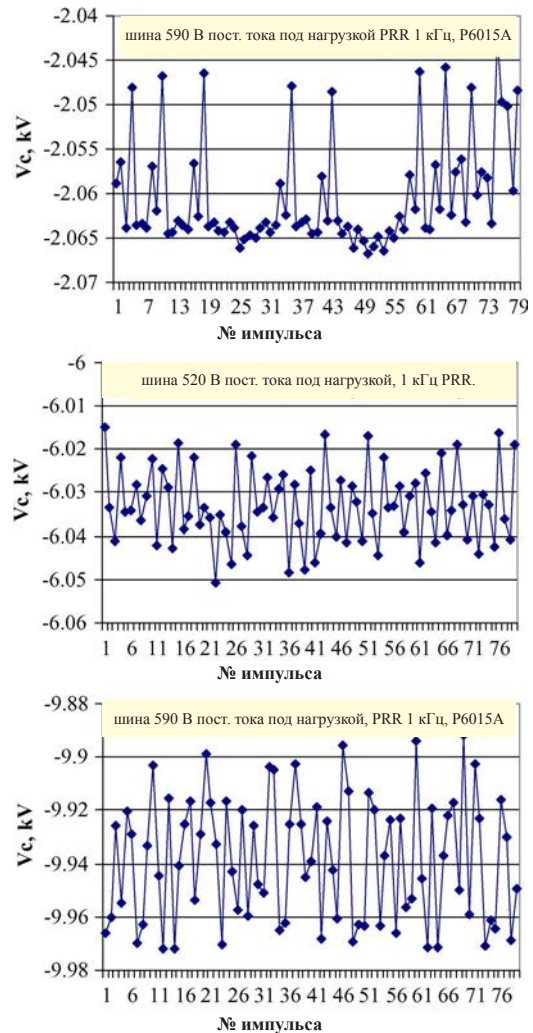 шина 590 В пост. тока под нагрузкой PRR 1 кГц, P6015A
Vc, kV
-2.04
-2.045
-2.05
-2.055
-2.06
-2.065
-2.07
1 7 13 19 25 31 37 43 49 55 61 67 73 79
№ импульса
шина 520 В пост. тока под нагрузкой, 1 кГц PRR.
Vc, kV
-6
-6.01
-6.02
-6.03
-6.04
-6.05
-6.06
1 6 11 16 21 26 31 36 41 46 51 56 61 66 71 76
№ импульса
шина 590 В пост. тока под нагрузкой, PRR 1 кГц, P6015A
Vc, kV
-9.88
-9.9
-9.92
-9.94
-9.96
-9.98
1 6 11 16 21 26 31 36 41 46 51 56 61 66 71 76
№ импульса